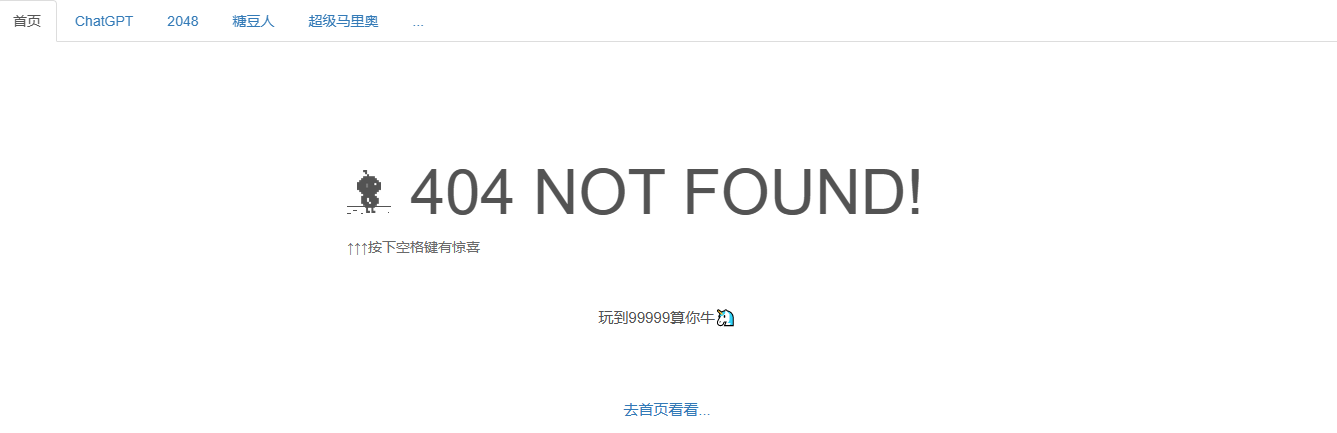 首页 ChatGPT 2048 糖豆人 超级马里奥 ...
404 NOT FOUND!
↑↑↑按下空格键有惊喜
玩到99999算你牛
去首页看看...